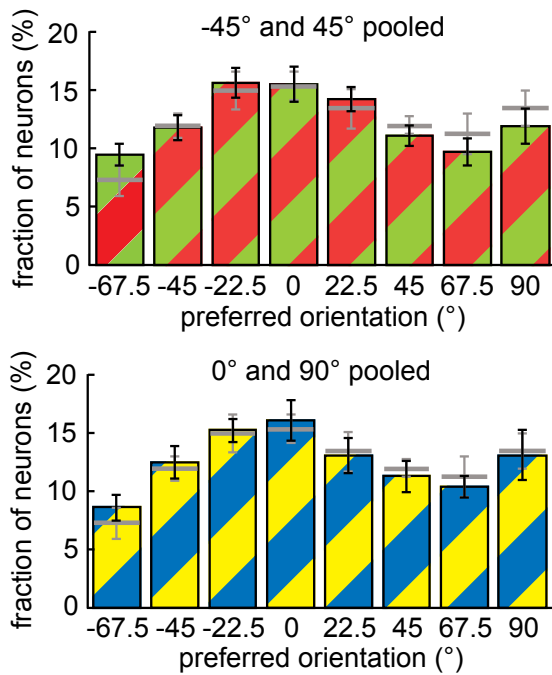 -45° and 45° pooled
fraction of neurons (%)
20
15
10
5
0
-67.5 -45 -22.5 0 22.5 45 67.5 90
preferred orientation (°)
0° and 90° pooled
fraction of neurons (%)
20
15
10
5
0
-67.5 -45 -22.5 0 22.5 45 67.5 90
preferred orientation (°)